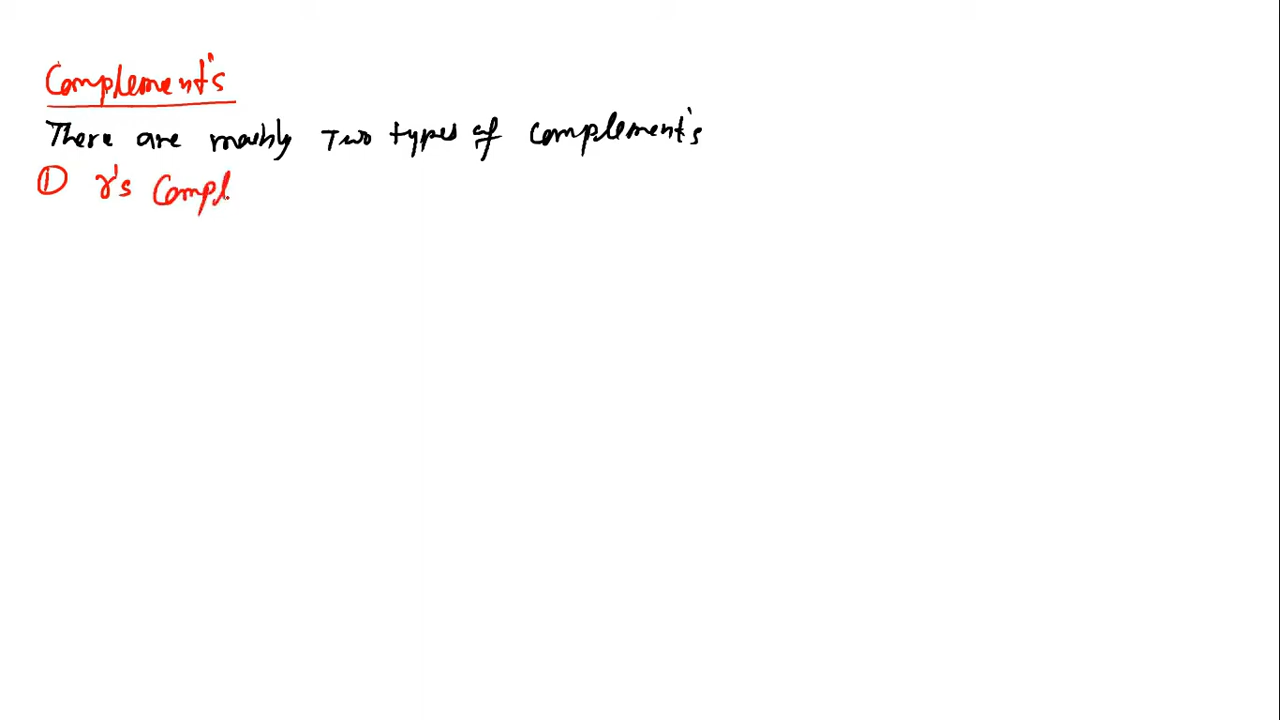 Complement's
There are mainly Two types of complement's
① r's Compl